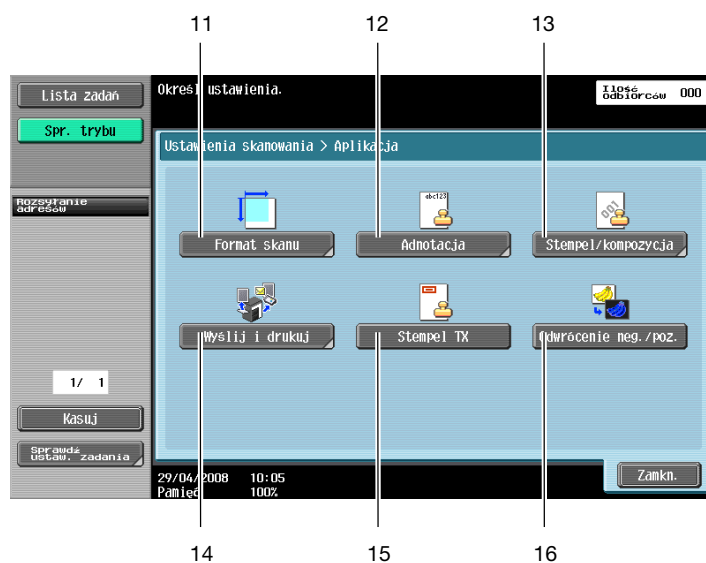 11 12 13
Lista zadań
Określ ustawienia.
Ilość
odbiorców 000
Spr. trybu
Ustawienia skanowania > Aplikacja
Rozsyłanie
adresów
abc123
001
Format skanu
Adnotacja
Stempel/kompozycja
Wyślij i drukuj
Stempel TX
Odwrócenie neg./poz.
1/ 1
Kasuj
Sprawdź
ustaw. zadania
29/04/2008 10:05
Pamięć 100%
Zamkn.
14 15 16